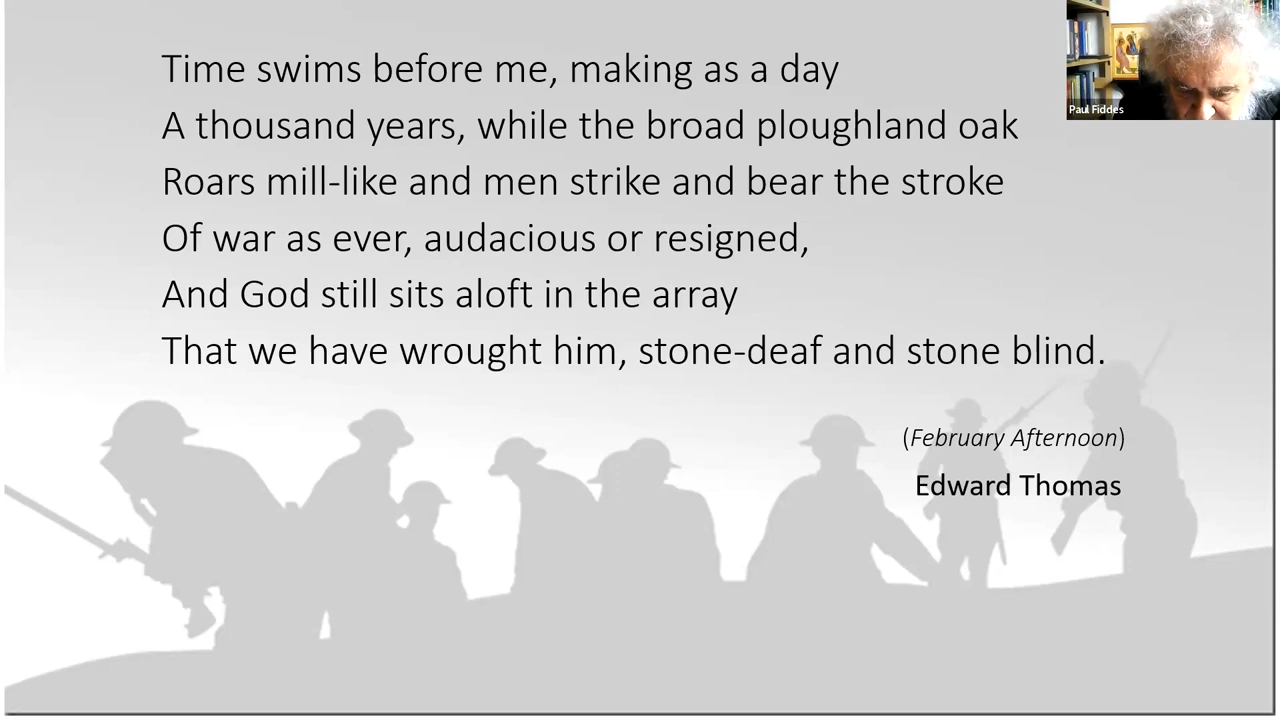 Time swims before me, making as a day
A thousand years, while the broad ploughland oak
Roars mill-like and men strike and bear the stroke
Of war as ever, audacious or resigned,
And God still sits aloft in the array
That we have wrought him, stone-deaf and stone blind.
(February Afternoon)
Edward Thomas
Paul Fiddes